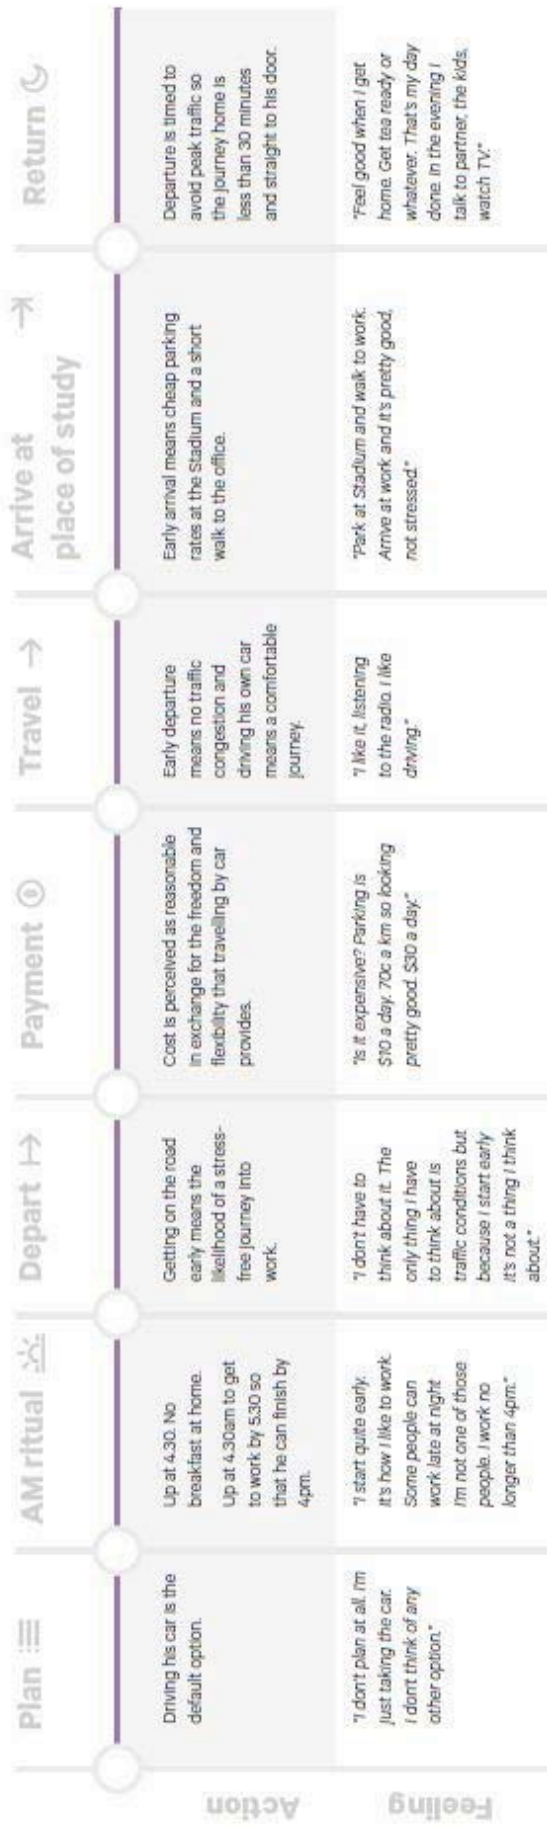 Plan
AM ritual
Depart
Payment
Travel
Arrive at
place of study
Return
Action
Driving his car is the
default option.
Up at 4.30. No
breakfast at home.
Up at 4.30am to get
to work by 5.30 so
that he can finish by
4pm.
Getting on the road
early means the
likelihood of a stress-
free journey into
work.
Cost is perceived as reasonable
in exchange for the freedom and
flexibility that travelling by car
provides.
Early departure
means no traffic
congestion and
driving his own car
means a comfortable
journey.
Early arrival means cheap parking
rates at the Stadium and a short
walk to the office.
Departure is timed to
avoid peak traffic so
the journey home is
less than 30 minutes
and straight to his door.
Feeling
"I don't plan at all. I'm
just taking the car.
I don't think of any
other option."
"I start quite early.
It's how I like to work.
Some people can
work late at night
I'm not one of those
people. I work no
longer than 4pm."
"I don't have to
think about it. The
only thing I have
to think about is
traffic conditions but
because I start early
it's not a thing I think
about."
"Is it expensive? Parking is
$10 a day. 70c a km so looking
pretty good. $30 a day."
"I like it, listening
to the radio. I like
driving."
"Park at Stadium and walk to work.
Arrive at work and it's pretty good,
not stressed."
"Feel good when I get
home. Get tea ready or
whatever. That's my day
done. In the evening I
talk to partner, the kids,
watch TV."